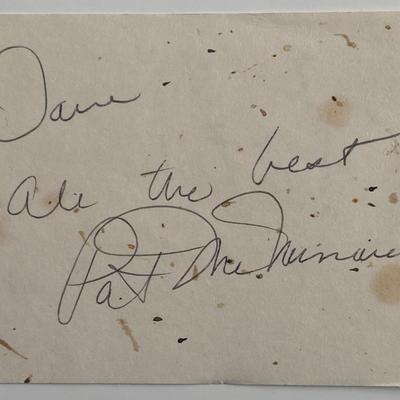 Dave
All the best
Pat